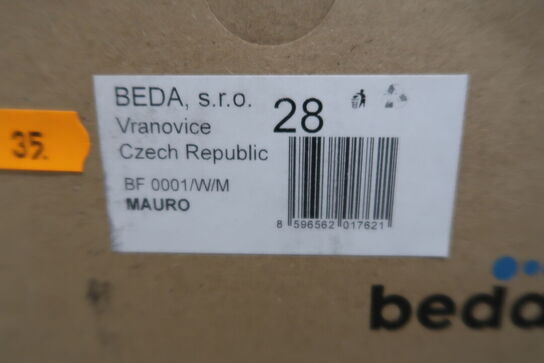 BEDA, s.r.o.
28
Vranovice
Czech Republic
BF 0001/W/M
MAURO
8 596562 017621
35.
beda